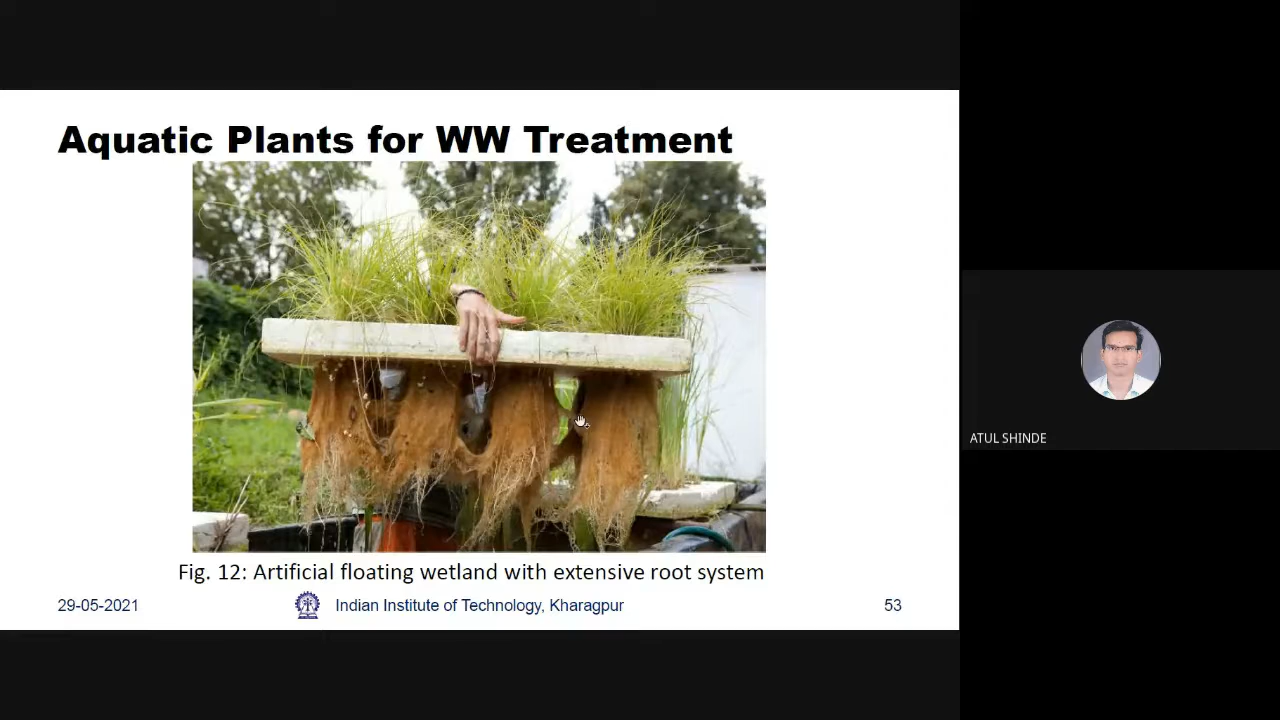 Aquatic Plants for WW Treatment
Fig. 12: Artificial floating wetland with extensive root system
29-05-2021
Indian Institute of Technology, Kharagpur
53
ATUL SHINDE